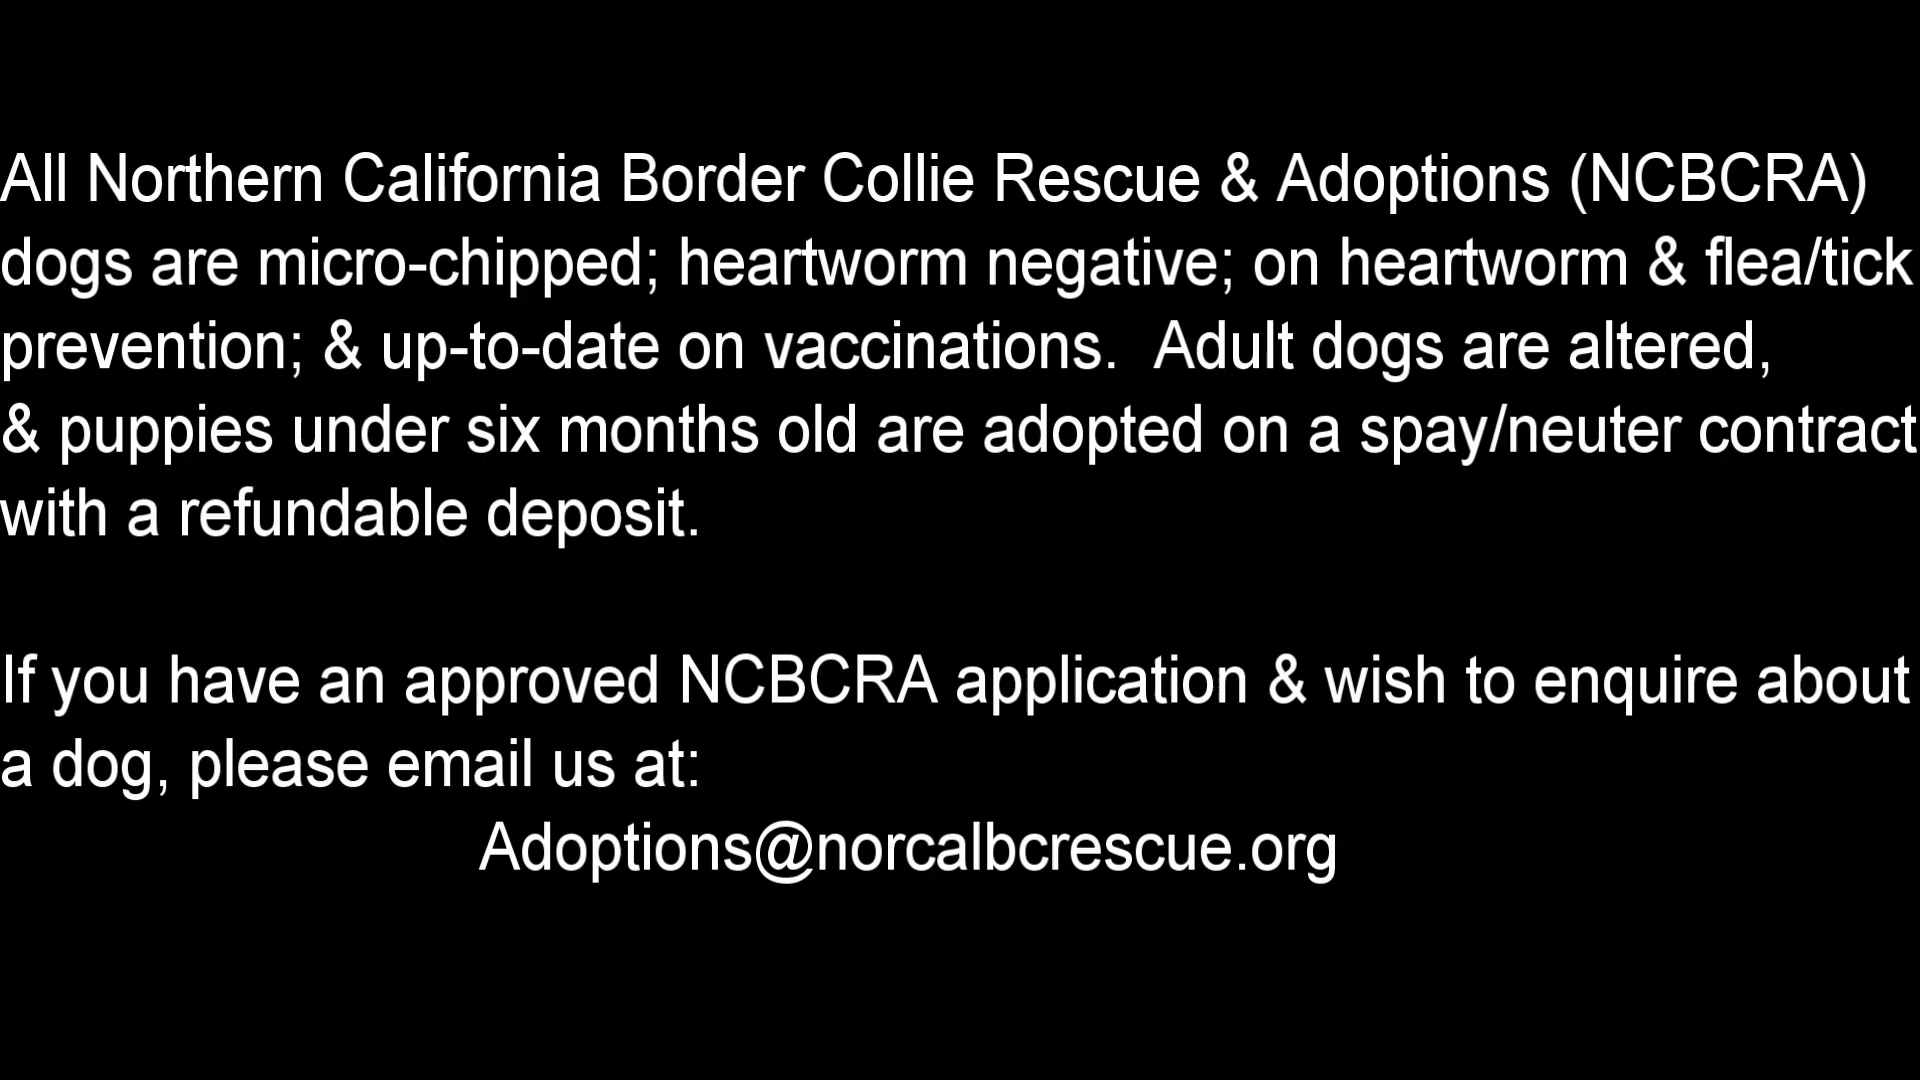 All Northern California Border Collie Rescue & Adoptions (NCBCRA)
dogs are micro-chipped; heartworm negative; on heartworm & flea/tick
prevention; & up-to-date on vaccinations.  Adult dogs are altered,
& puppies under six months old are adopted on a spay/neuter contract
with a refundable deposit.
If you have an approved NCBCRA application & wish to enquire about
a dog, please email us at:
Adoptions@norcalbcrescue.org